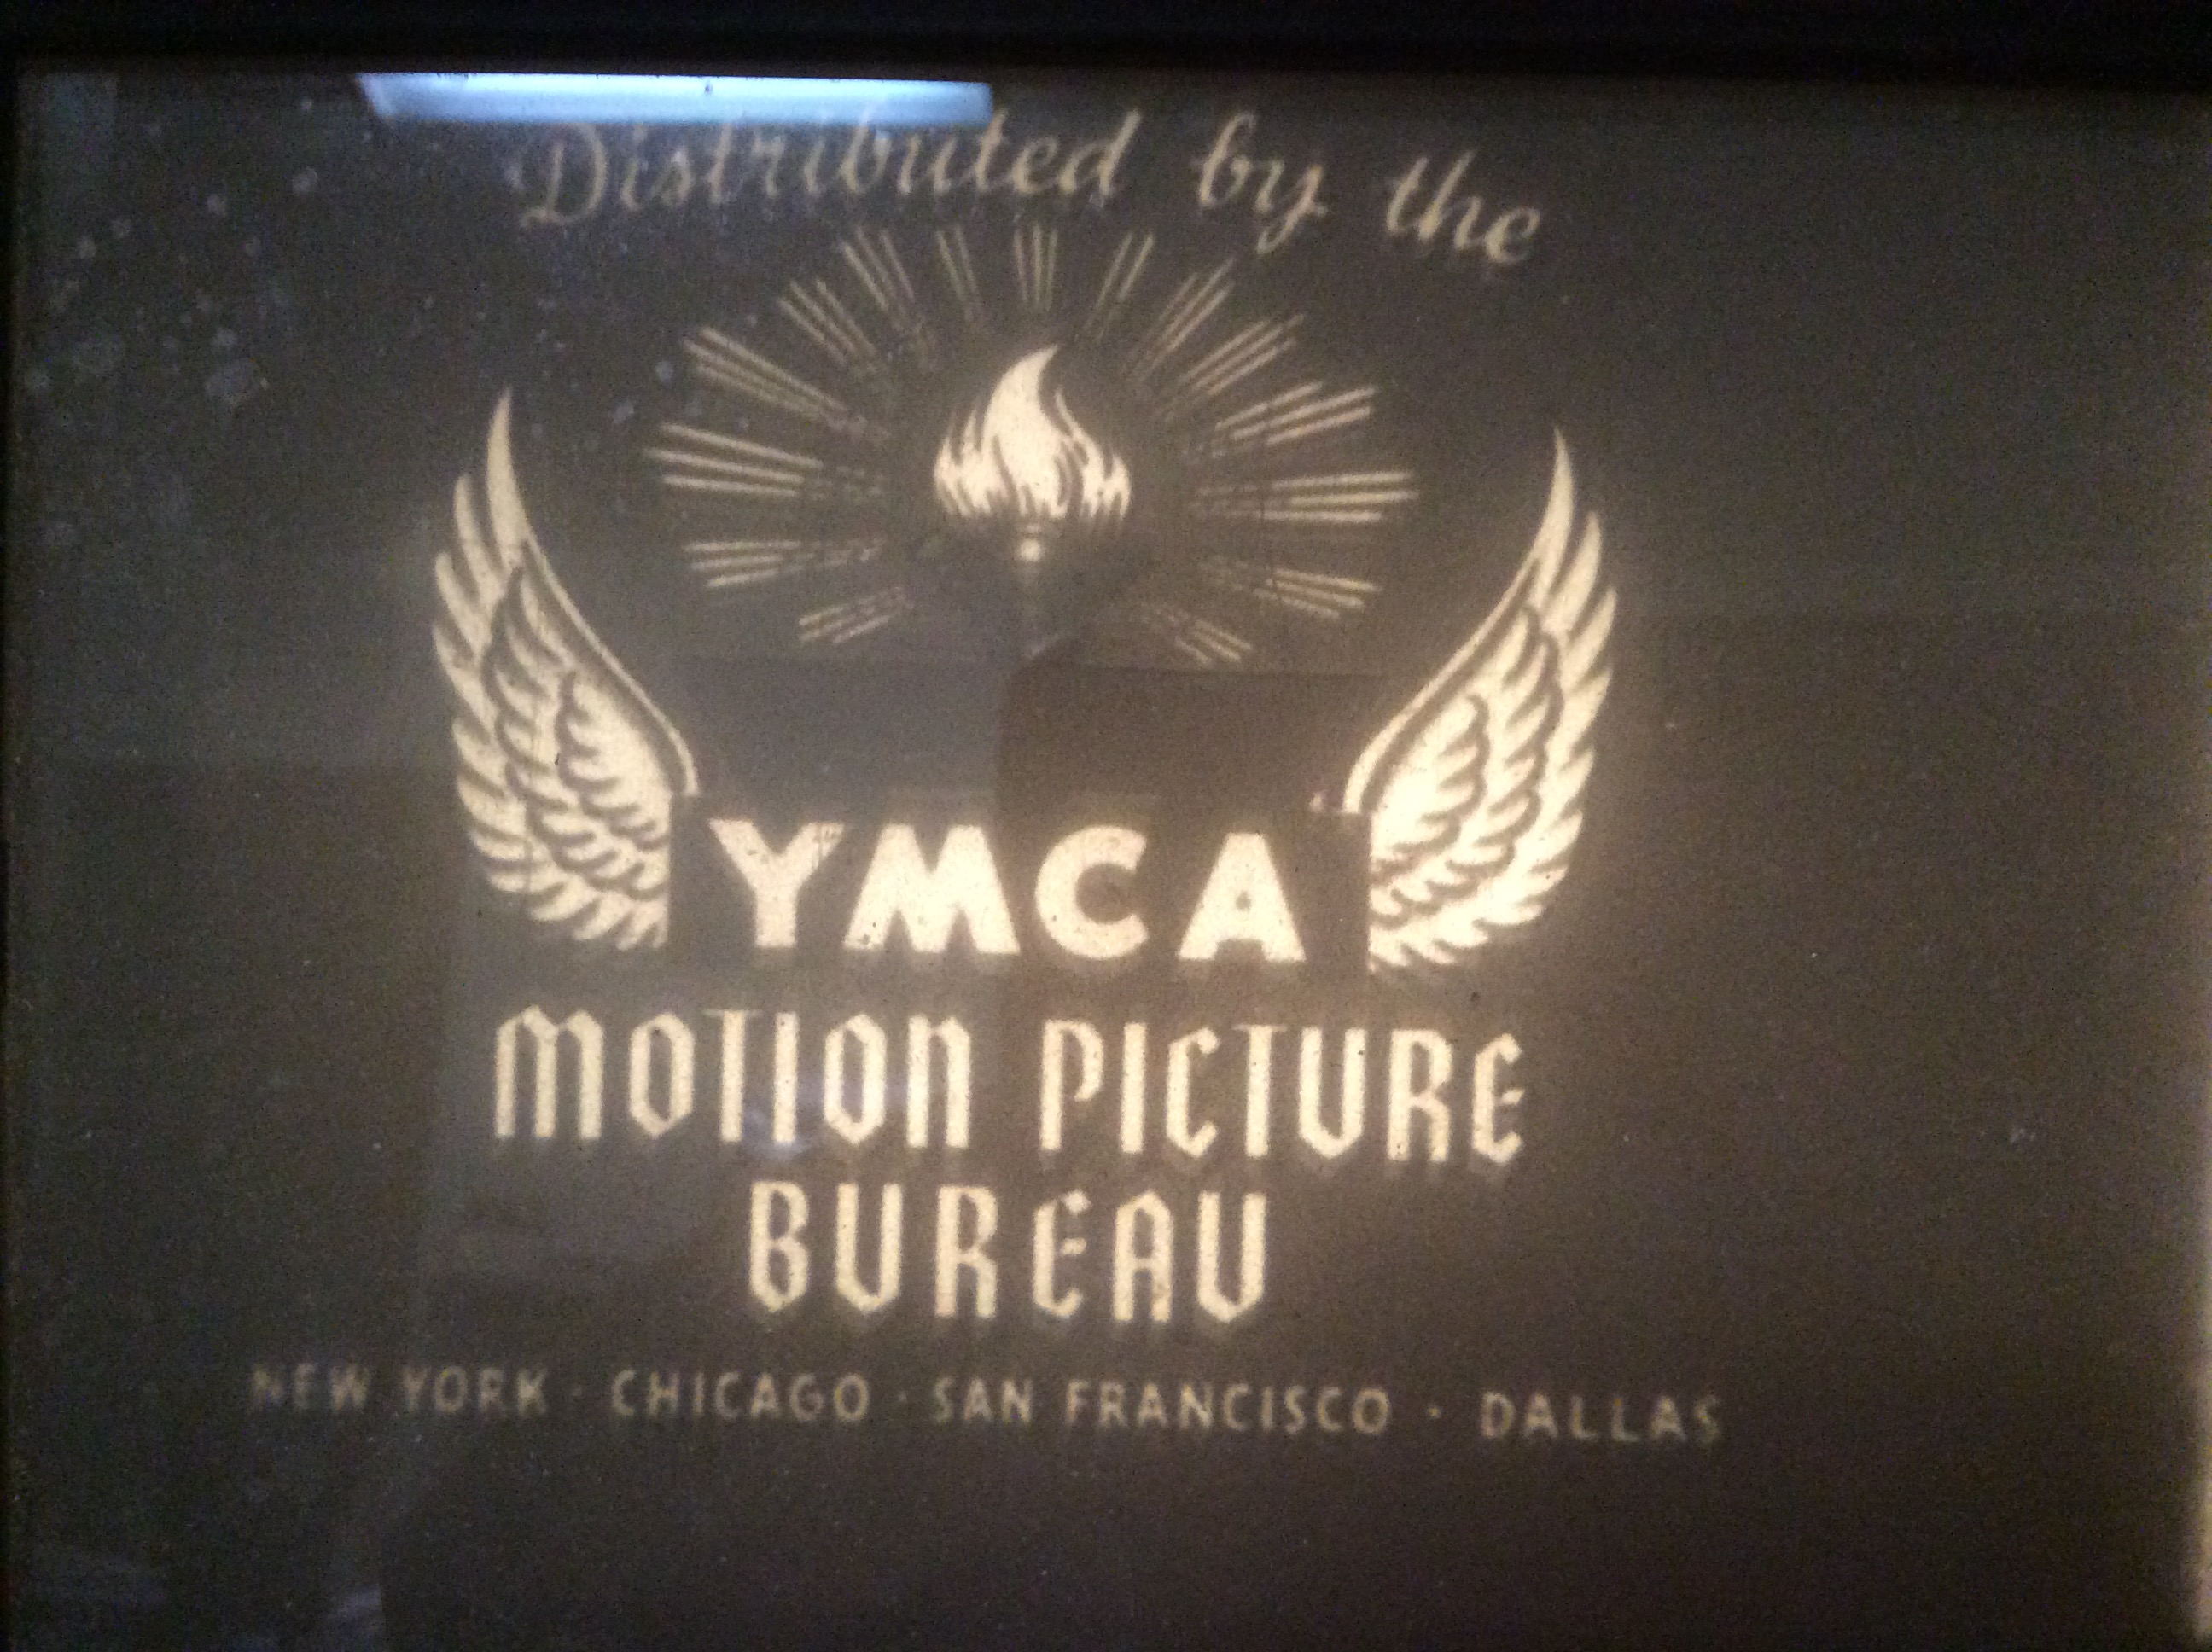 Distributed by the
YMCA
MOTION PICTURE
BUREAU
NEW YORK · CHICAGO · SAN FRANCISCO · DALLAS